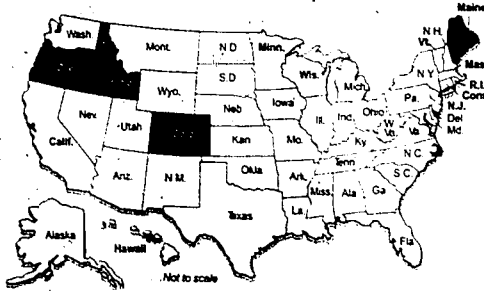 Maine
Wash
Mont.
N.D.
Minn.
N.H.
Vt.
Mass
S.D.
Wis.
Mich.
N.Y.
R.I.
Conn
Wyo.
Iowa
Pa.
N.J.
Nev.
Neb
Ill.
Ind.
Ohio
W Va
Del
Md.
Utah
Kan
Mo.
Ky
Va
Calif.
Tenn
N.C.
Ariz.
N.M.
Okla
Ark.
S.C.
Miss.
Ala
Ga
Texas
La.
Alaska
Hawaii
Fla
Not to scale